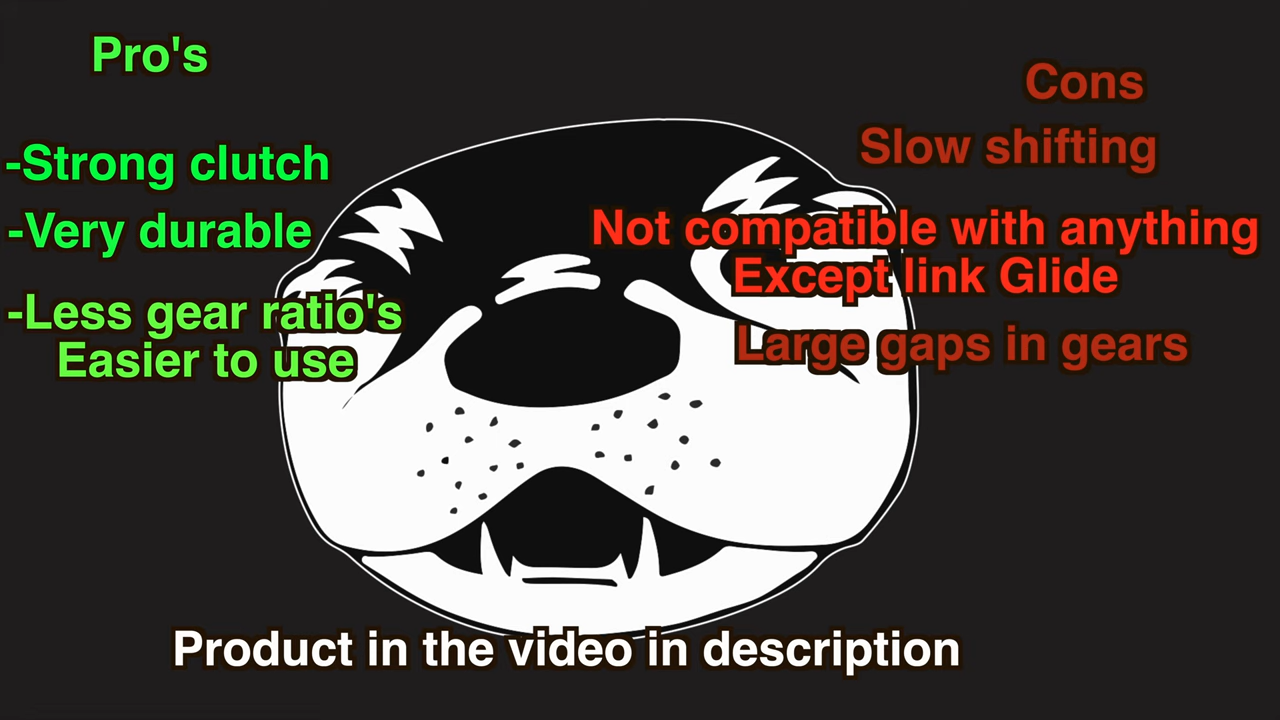 Pro's
-Strong clutch
-Very durable
-Less gear ratio's
Easier to use
Cons
Slow shifting
Not compatible with anything
Except link Glide
Large gaps in gears
Product in the video in description